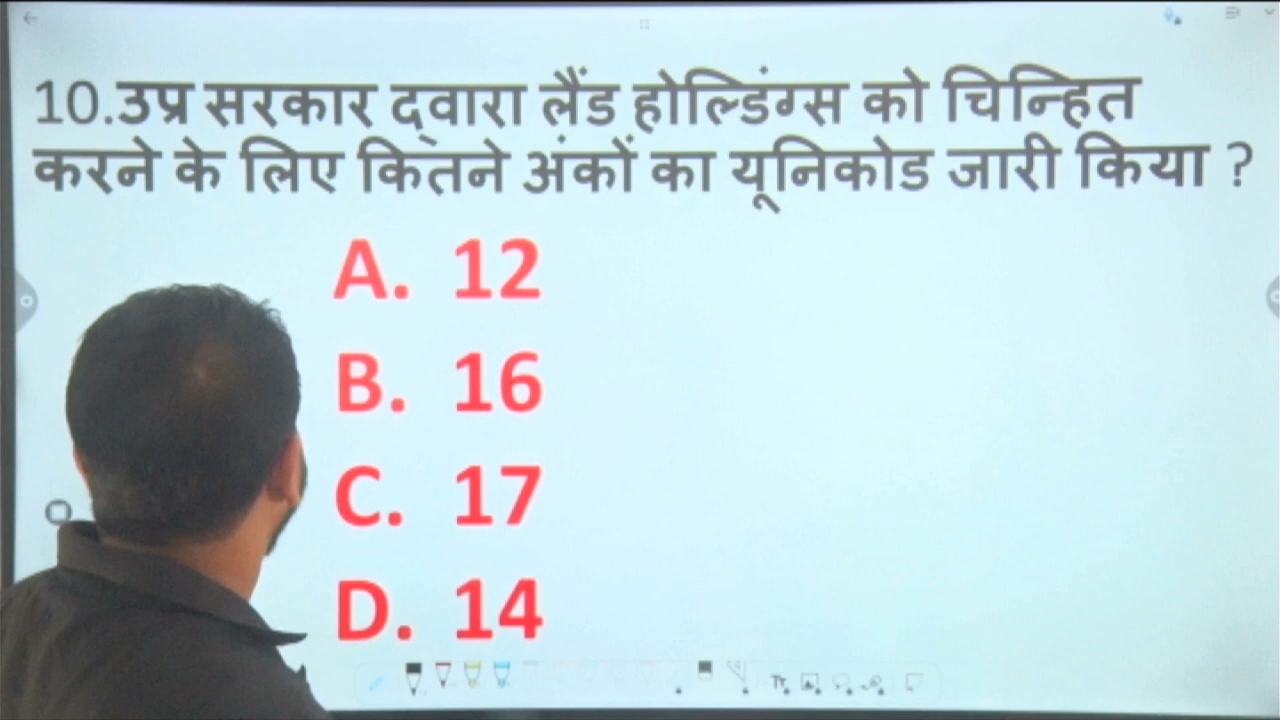 10.उप्र सरकार द्वारा लैंड होल्डिंग्स को चिन्हित
करने के लिए कितने अंकों का यूनिकोड जारी किया ?
A. 12
B. 16
C. 17
D. 14